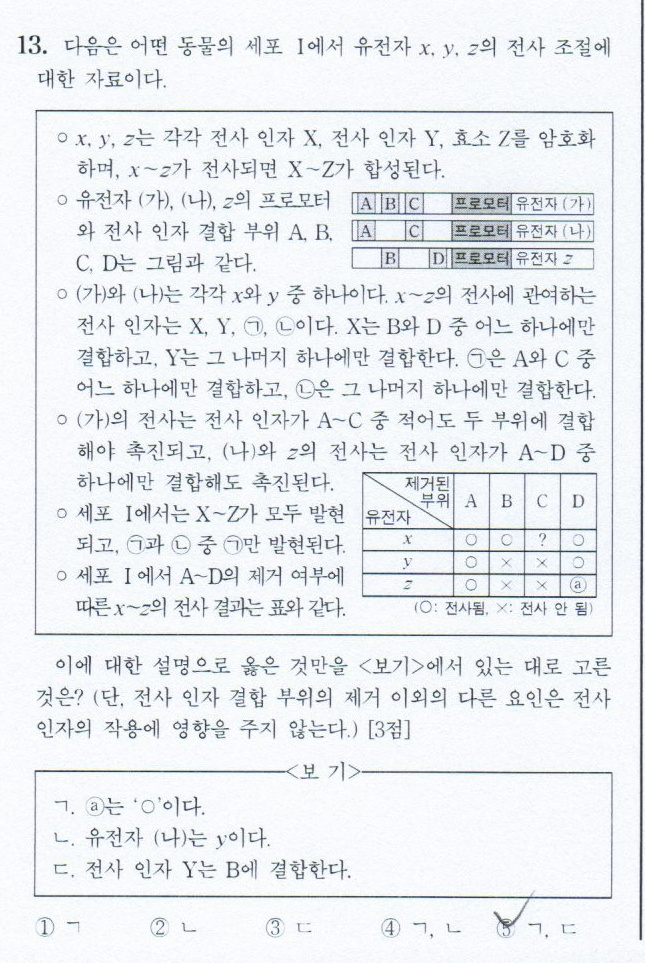 13. 다음은 어떤 동물의 세포 Ⅰ에서 유전자 x, y, z의 전사 조절에
대한 자료이다.
○ x, y, z는 각각 전사 인자 X, 전사 인자 Y, 효소 Z를 암호화
하며, x~z가 전사되면 X~Z가 합성된다.
○ 유전자 (가), (나), z의 프로모터
와 전사 인자 결합 부위 A, B,
C, D는 그림과 같다.
A B C 프로모터 유전자 (가)
A C 프로모터 유전자 (나)
B D 프로모터 유전자 z
○ (가)와 (나)는 각각 x와 y 중 하나이다. x~z의 전사에 관여하는
전사 인자는 X, Y, ㉠, ㉡이다. X는 B와 D 중 어느 하나에만
결합하고, Y는 그 나머지 하나에만 결합한다. ㉠은 A와 C 중
어느 하나에만 결합하고, ㉡은 그 나머지 하나에만 결합한다.
○ (가)의 전사는 전사 인자가 A~C 중 적어도 두 부위에 결합
해야 촉진되고, (나)와 z의 전사는 전사 인자가 A~D 중
하나에만 결합해도 촉진된다.
○ 세포 Ⅰ에서는 X~Z가 모두 발현
되고, ㉠과 ㉡ 중 ㉠만 발현된다.
○ 세포 Ⅰ에서 A~D의 제거 여부에
따른 x~z의 전사 결과는 표와 같다.
제거된 부위 유전자 A B C D
x ○ ○ ? ○
y ○ × × ○
z ○ × × ⓐ
(○: 전사됨, ×: 전사 안 됨)
이에 대한 설명으로 옳은 것만을 <보기>에서 있는 대로 고른
것은? (단, 전사 인자 결합 부위의 제거 이외의 다른 요인은 전사
인자의 작용에 영향을 주지 않는다.) [3점]
<보 기>
ㄱ. ⓐ는 ‘○’이다.
ㄴ. 유전자 (나)는 y이다.
ㄷ. 전사 인자 Y는 B에 결합한다.
① ㄱ ② ㄴ ③ ㄷ ④ ㄱ, ㄴ ⑤ ㄱ, ㄷ